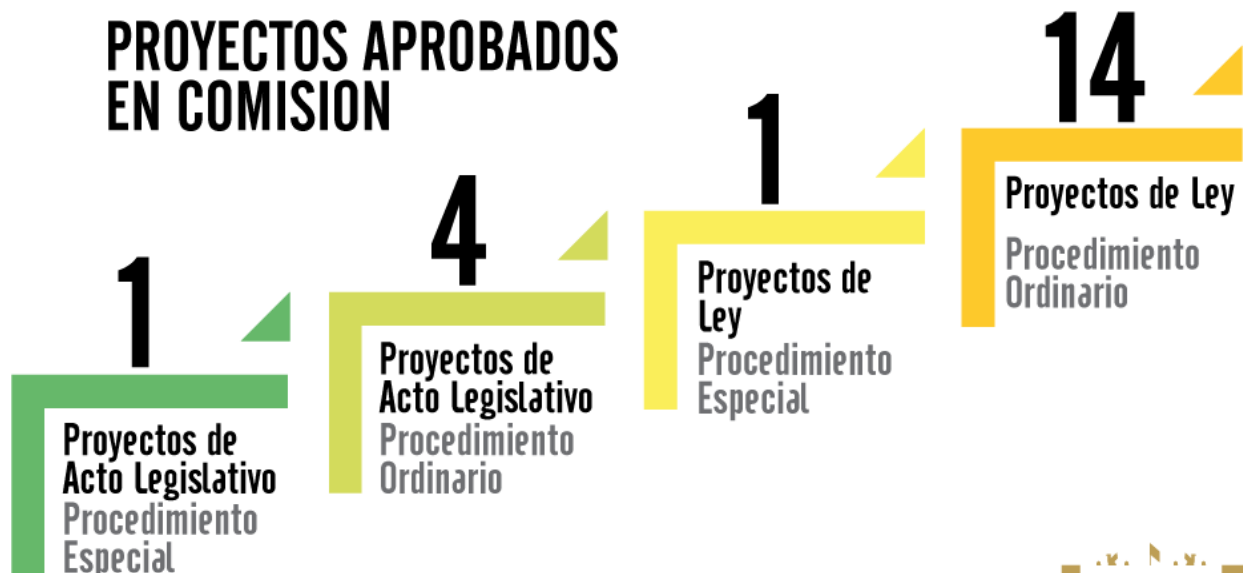 PROYECTOS APROBADOS
EN COMISION
1
Proyectos de
Acto Legislativo
Procedimiento
Especial
4
Proyectos de
Acto Legislativo
Procedimiento
Ordinario
1
Proyectos de
Ley
Procedimiento
Especial
14
Proyectos de Ley
Procedimiento
Ordinario